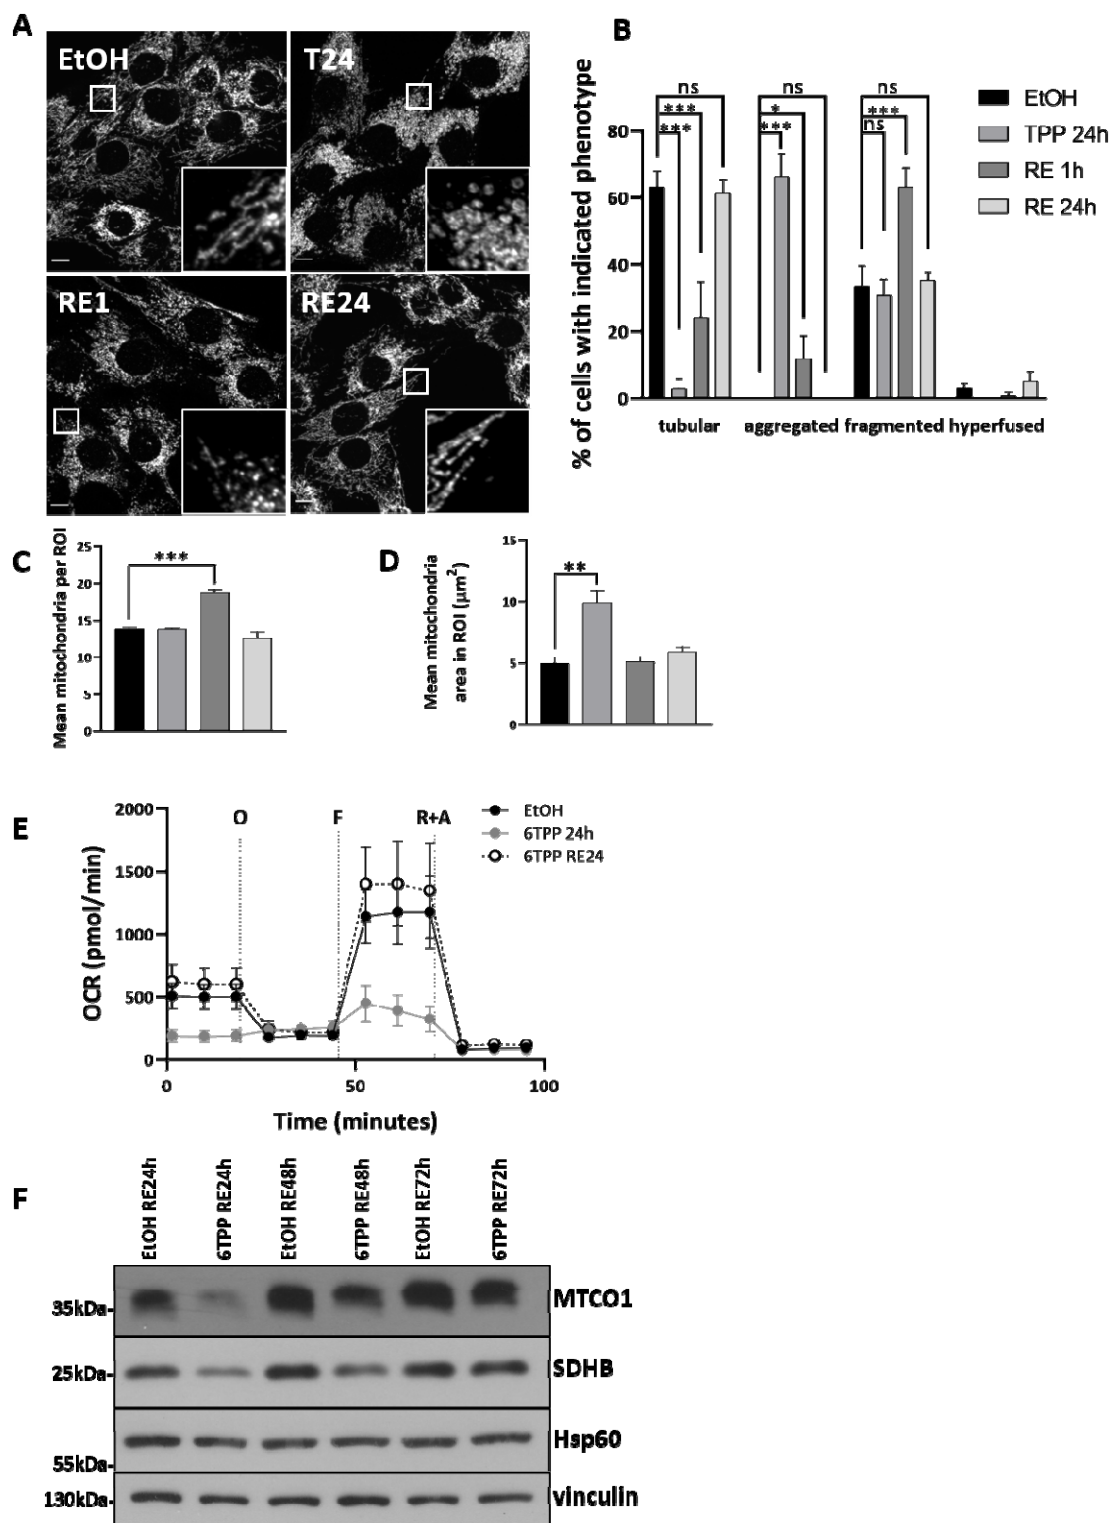 A
EtOH
T24
RE1
RE24
B
% of cells with indicated phenotype
80
60
40
20
0
ns
***
***
ns
*
***
ns
***
ns
tubular
aggregated
fragmented
hyperfused
EtOH
TPP 24h
RE 1h
RE 24h
C
Mean mitochondria per ROI
25
20
15
10
5
0
***
D
Mean mitochondria
area in ROI (µm²)
15
10
5
0
**
E
OCR (pmol/min)
2000
1500
1000
500
0
O
F
R+A
EtOH
6TPP 24h
6TPP RE24
0
50
100
Time (minutes)
F
EtOH RE24h
6TPP RE24h
EtOH RE48h
6TPP RE48h
EtOH RE72h
6TPP RE72h
35kDa
MTCO1
25kDa
SDHB
Hsp60
55kDa
130kDa
vinculin